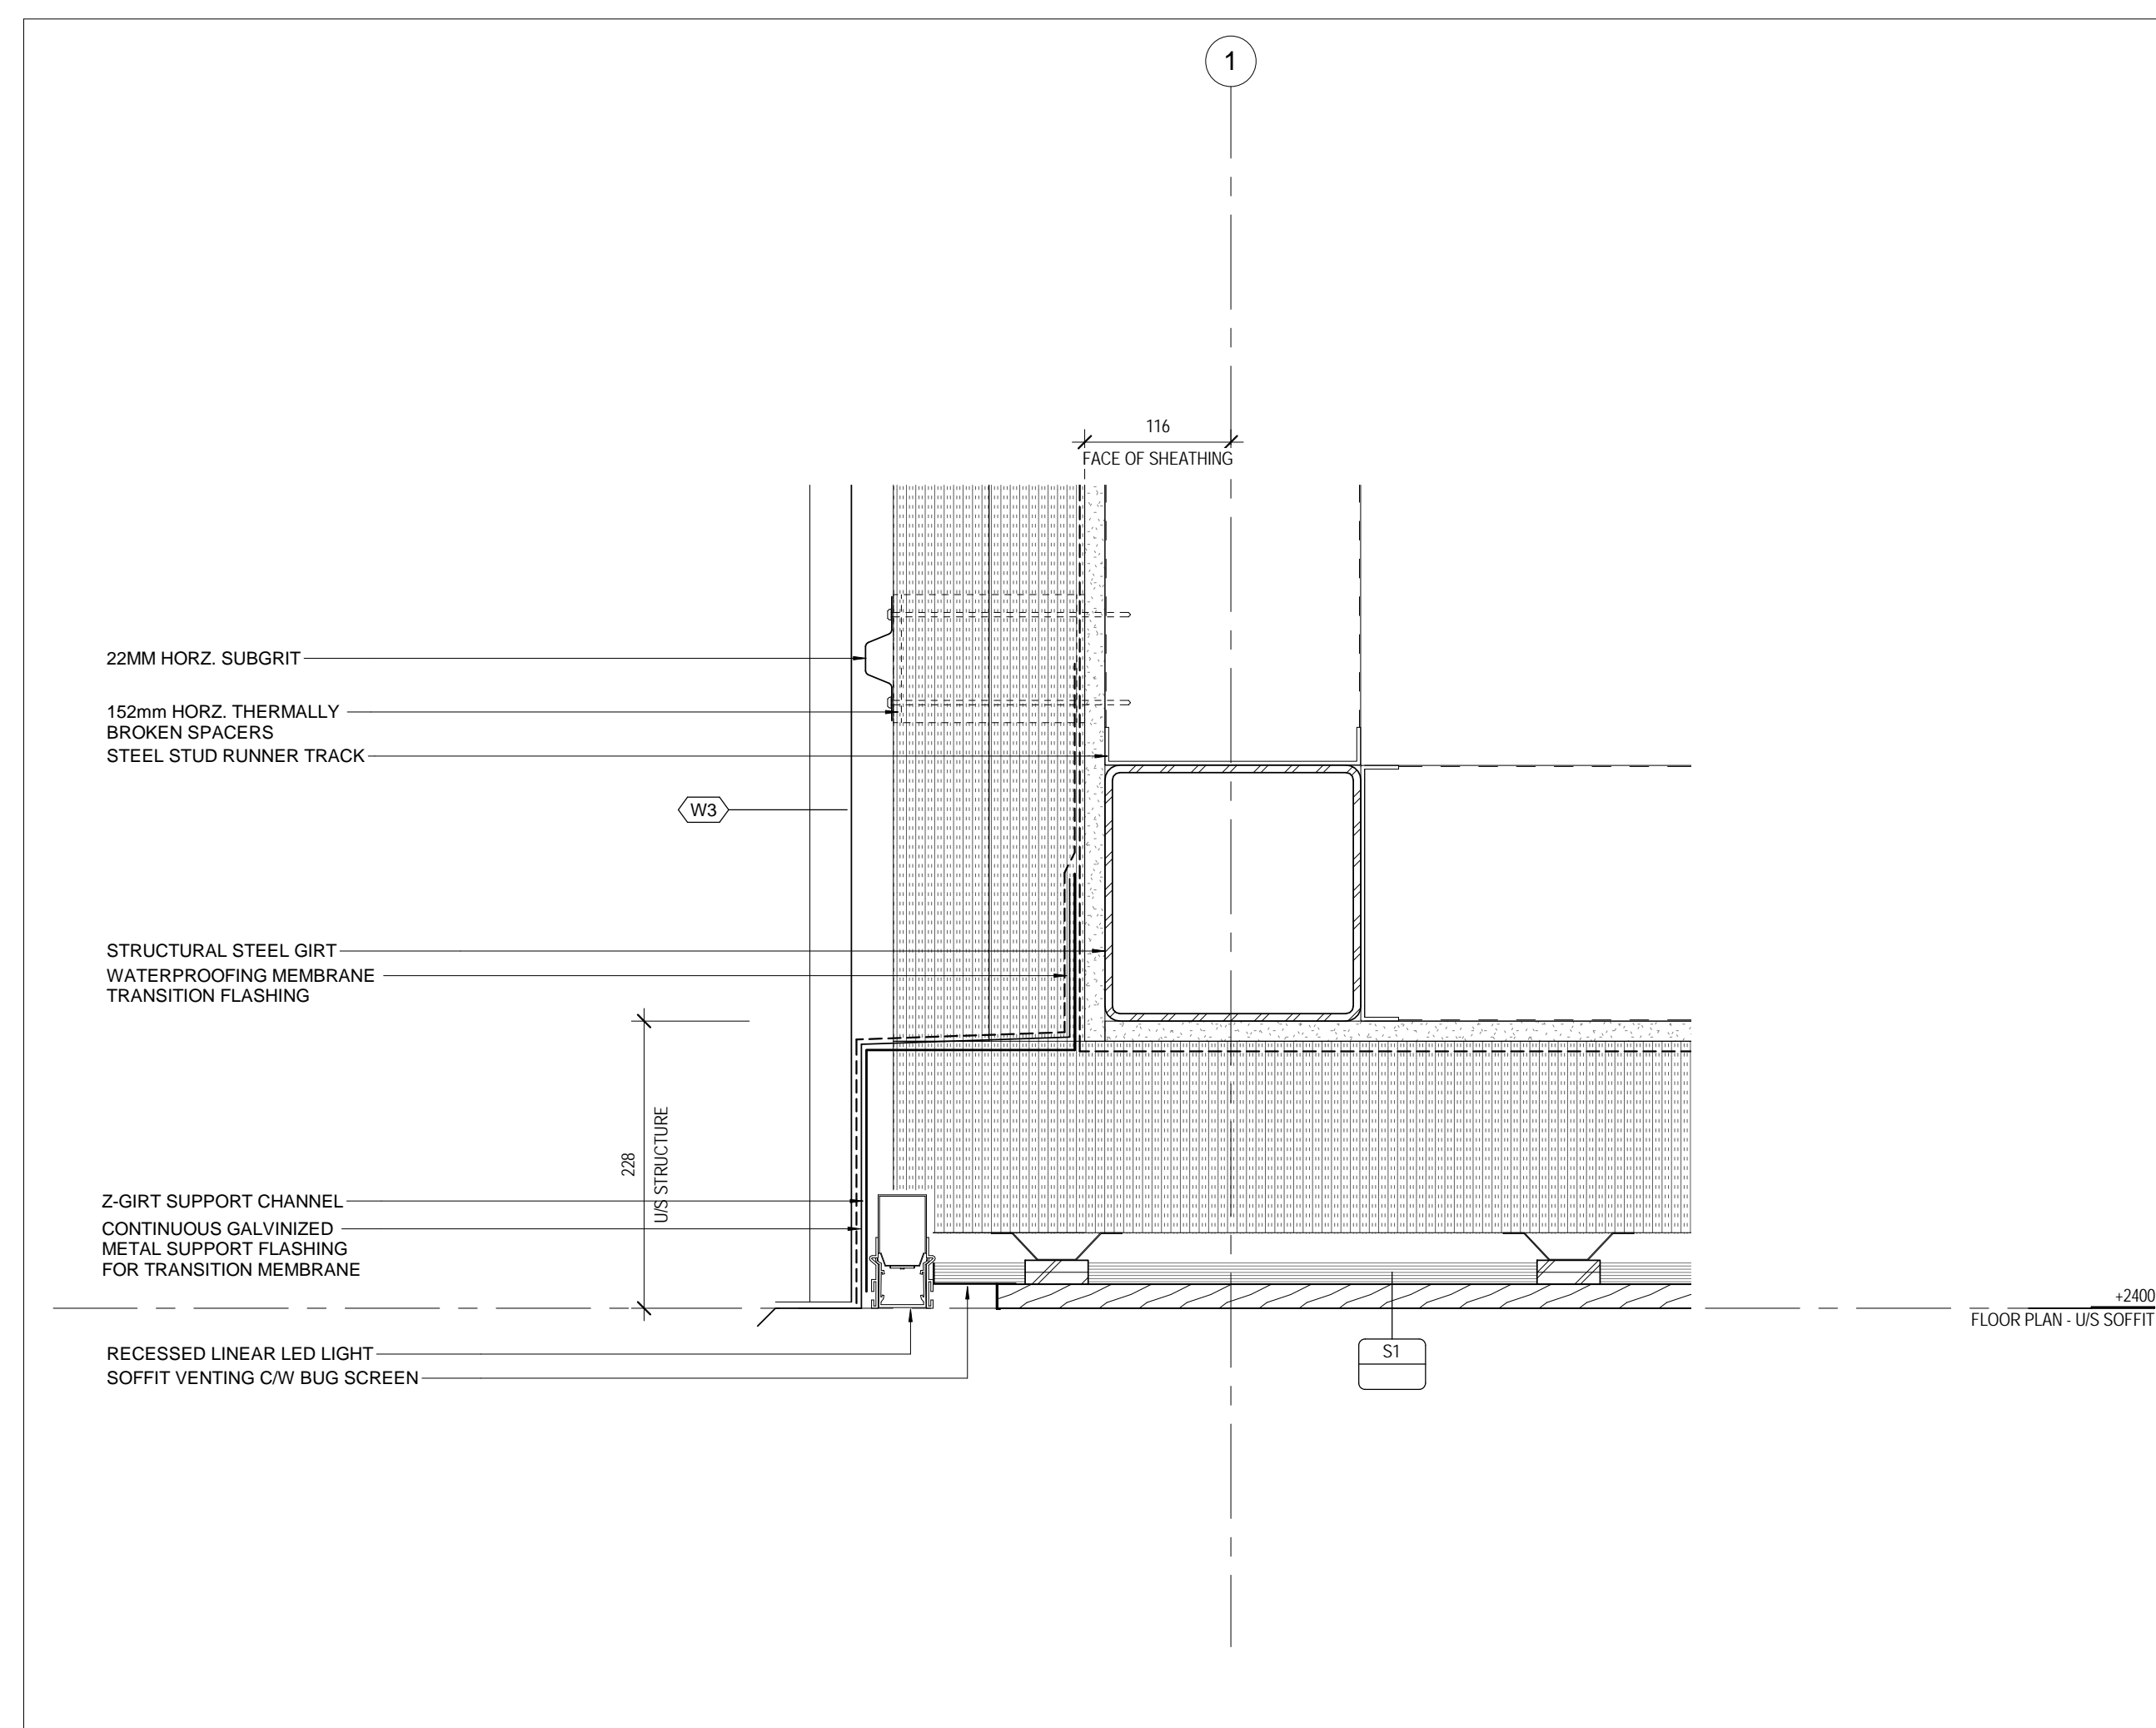 1
116
FACE OF SHEATHING
22MM HORZ. SUBGRIT
152mm HORZ. THERMALLY
BROKEN SPACERS
STEEL STUD RUNNER TRACK
W3
STRUCTURAL STEEL GIRT
WATERPROOFING MEMBRANE
TRANSITION FLASHING
228
U/S STRUCTURE
Z-GIRT SUPPORT CHANNEL
CONTINUOUS GALVINIZED
METAL SUPPORT FLASHING
FOR TRANSITION MEMBRANE
+2400
FLOOR PLAN - U/S SOFFIT
RECESSED LINEAR LED LIGHT
SOFFIT VENTING C/W BUG SCREEN
S1